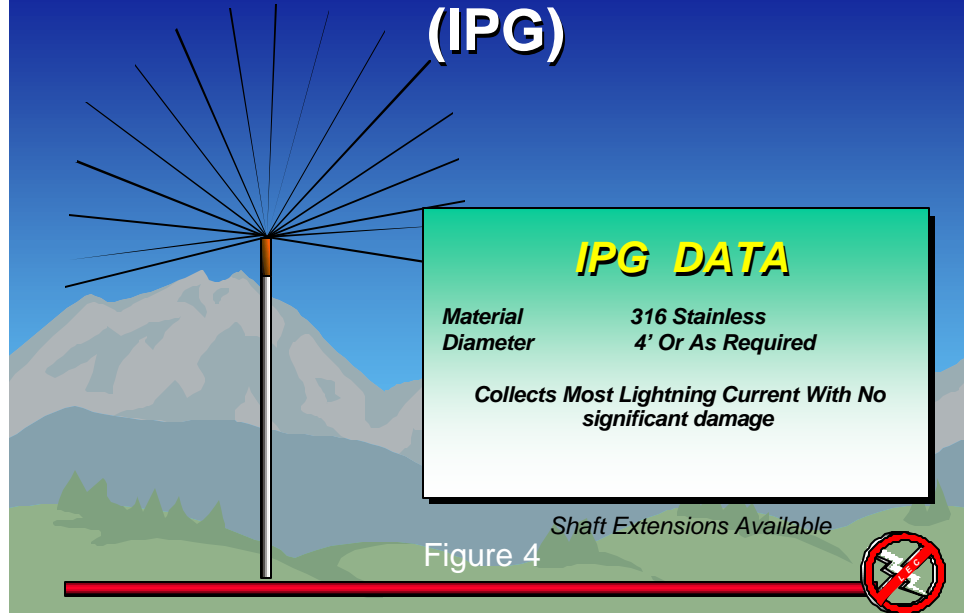 (IPG)
IPG DATA
Material 316 Stainless
Diameter 4' Or As Required
Collects Most Lightning Current With No
significant damage
Shaft Extensions Available
Figure 4
LEC